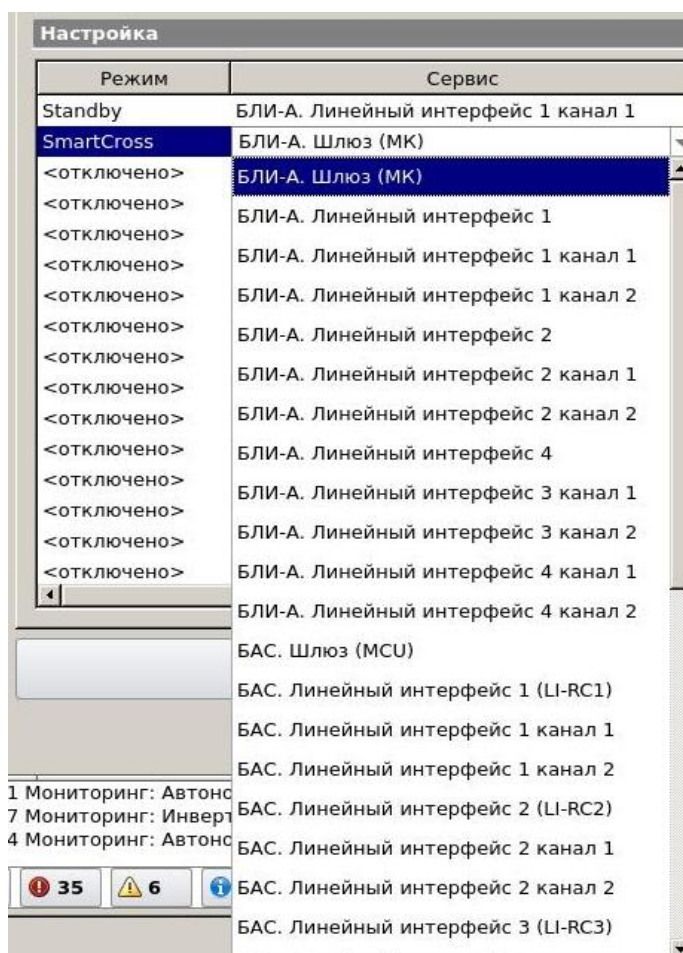 Настройка
Режим Сервис
Standby БЛИ-А. Линейный интерфейс 1 канал 1
SmartCross БЛИ-А. Шлюз (МК)
<отключено>
<отключено>
<отключено>
<отключено>
<отключено>
<отключено>
<отключено>
<отключено>
<отключено>
<отключено>
<отключено>
<отключено>
<отключено>
<отключено>
БЛИ-А. Шлюз (МК)
БЛИ-А. Линейный интерфейс 1
БЛИ-А. Линейный интерфейс 1 канал 1
БЛИ-А. Линейный интерфейс 1 канал 2
БЛИ-А. Линейный интерфейс 2
БЛИ-А. Линейный интерфейс 2 канал 1
БЛИ-А. Линейный интерфейс 2 канал 2
БЛИ-А. Линейный интерфейс 4
БЛИ-А. Линейный интерфейс 3 канал 1
БЛИ-А. Линейный интерфейс 3 канал 2
БЛИ-А. Линейный интерфейс 4 канал 1
БЛИ-А. Линейный интерфейс 4 канал 2
БАС. Шлюз (MCU)
БАС. Линейный интерфейс 1 (LI-RC1)
БАС. Линейный интерфейс 1 канал 1
БАС. Линейный интерфейс 1 канал 2
БАС. Линейный интерфейс 2 (LI-RC2)
БАС. Линейный интерфейс 2 канал 1
БАС. Линейный интерфейс 2 канал 2
БАС. Линейный интерфейс 3 (LI-RC3)
1 Мониторинг: Автоно
7 Мониторинг: Инверт
4 Мониторинг: Автоно
35 6